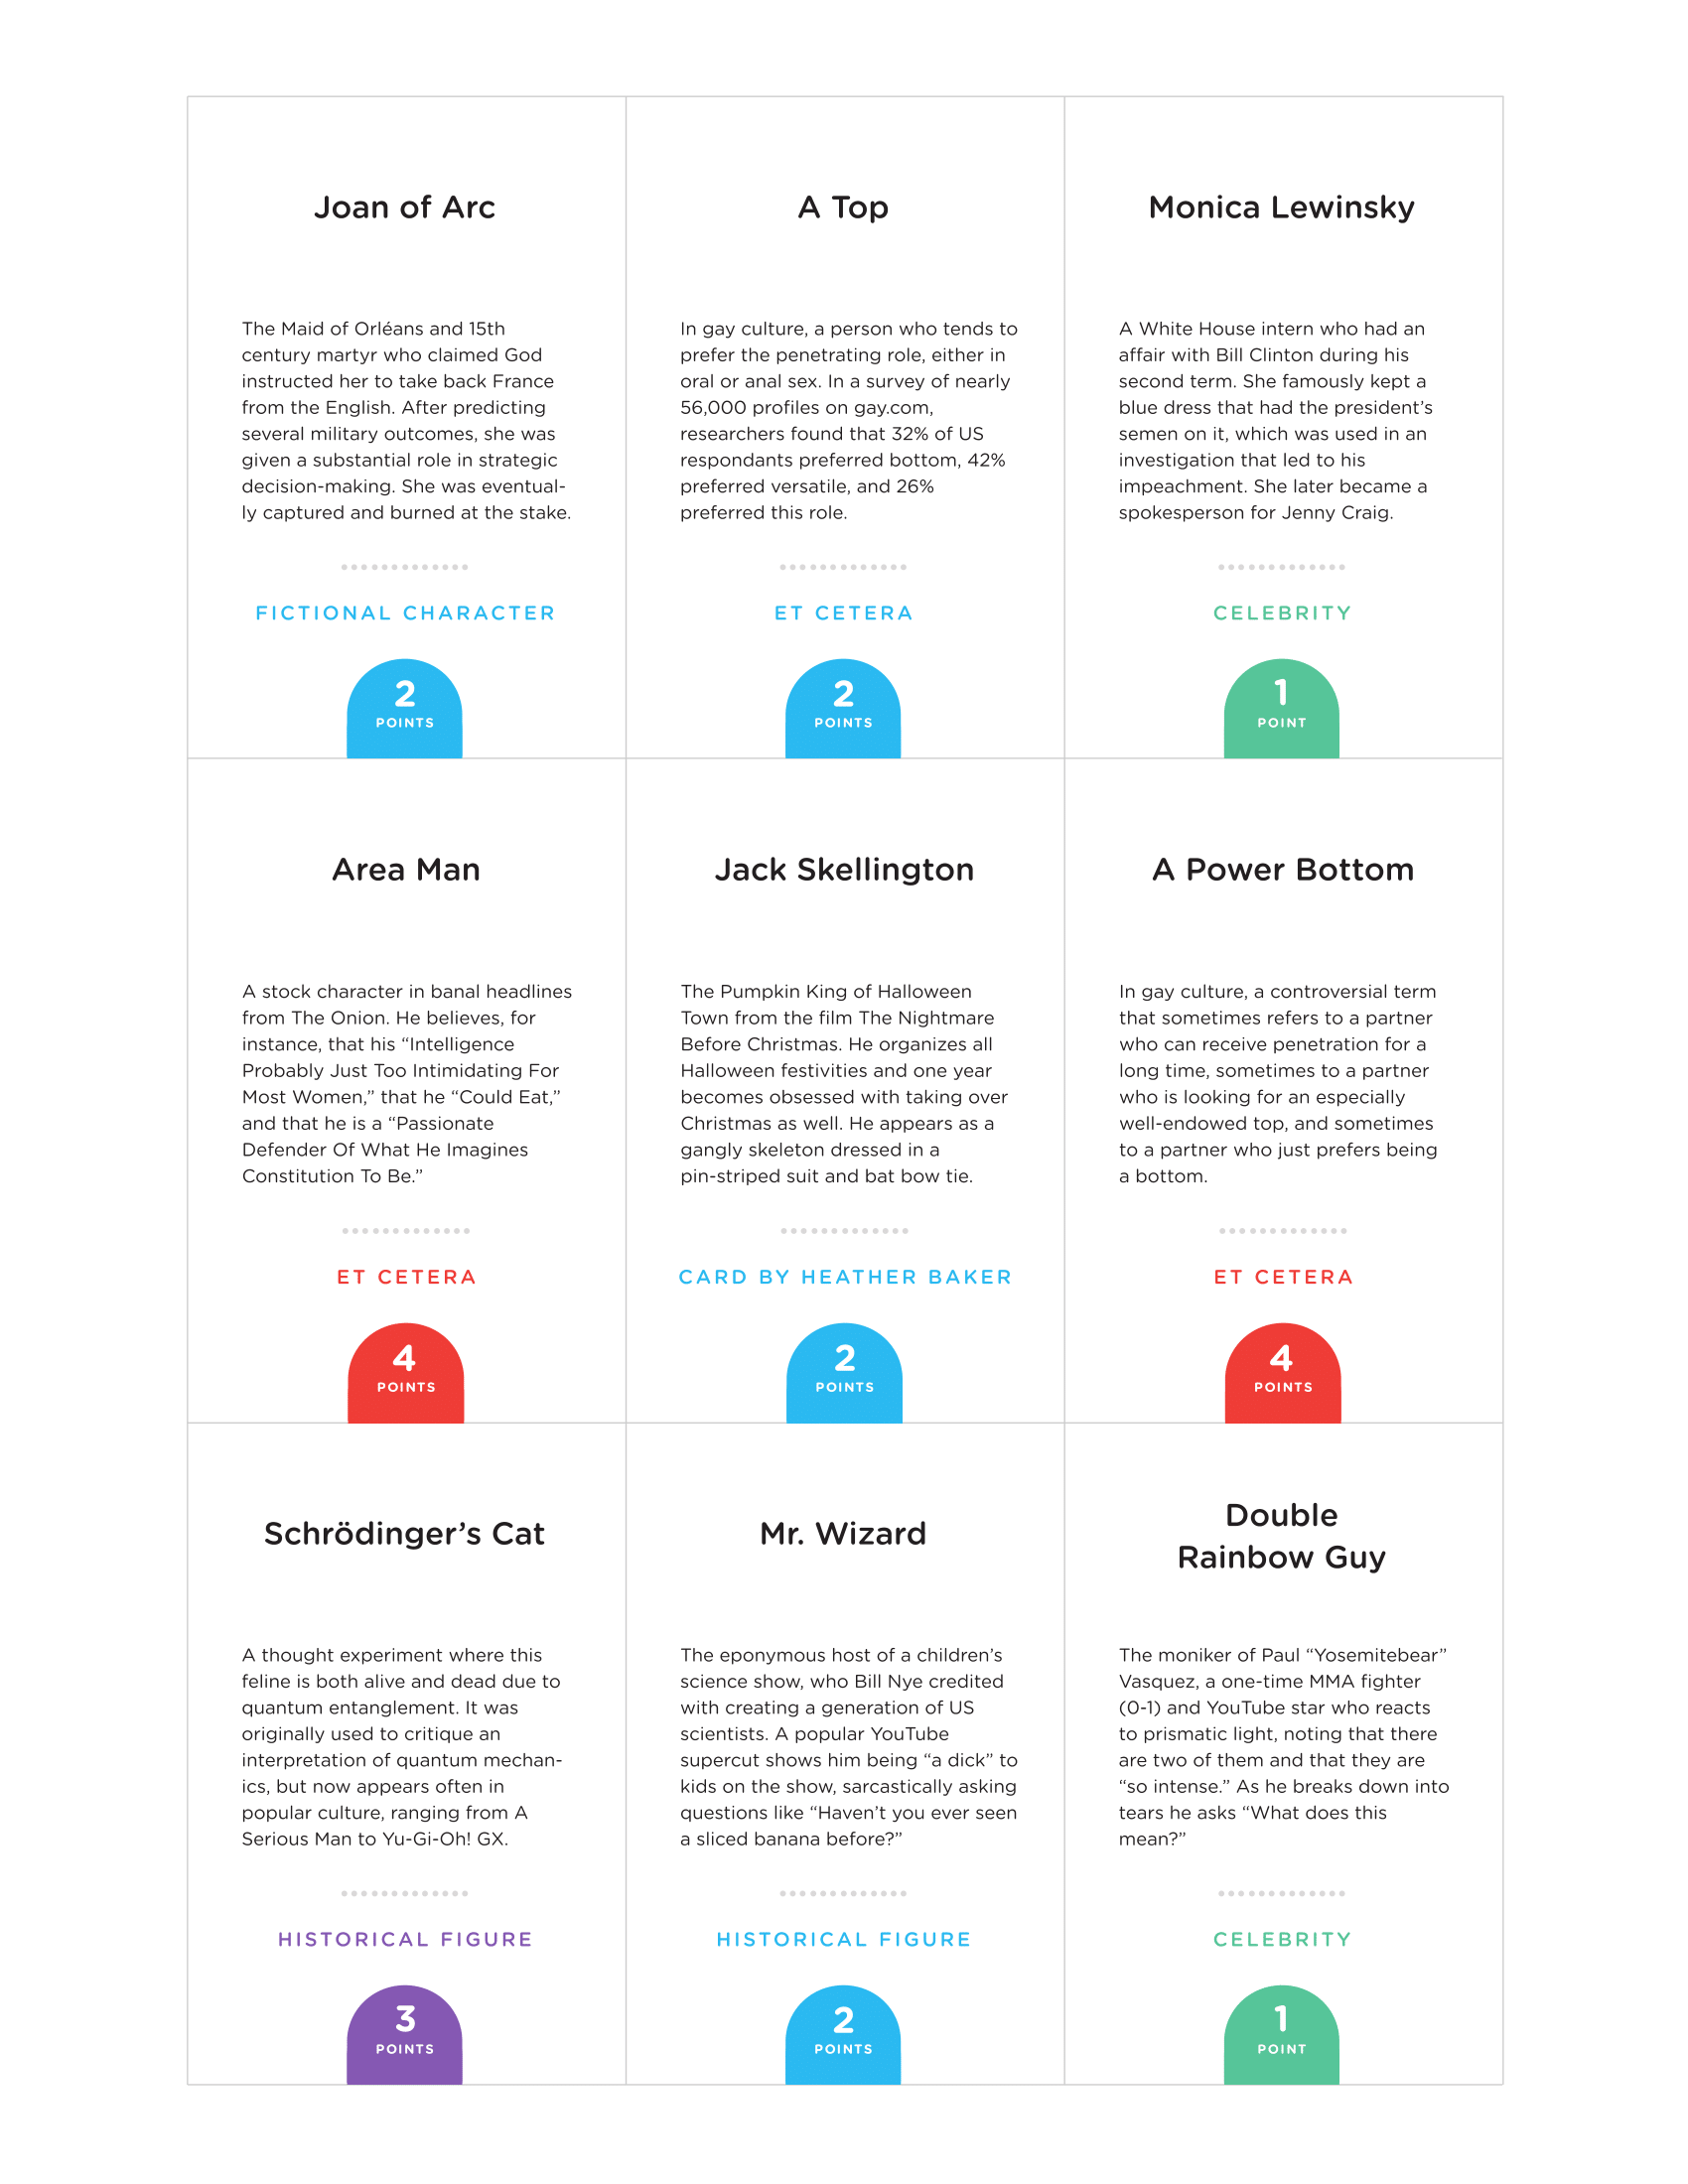 Joan of Arc
The Maid of Orléans and 15th
century martyr who claimed God
instructed her to take back France
from the English. After predicting
several military outcomes, she was
given a substantial role in strategic
decision-making. She was eventual-
ly captured and burned at the stake.
FICTIONAL CHARACTER
2
POINTS
A Top
In gay culture, a person who tends to
prefer the penetrating role, either in
oral or anal sex. In a survey of nearly
56,000 profiles on gay.com,
researchers found that 32% of US
respondants preferred bottom, 42%
preferred versatile, and 26%
preferred this role.
ET CETERA
2
POINTS
Monica Lewinsky
A White House intern who had an
affair with Bill Clinton during his
second term. She famously kept a
blue dress that had the president’s
semen on it, which was used in an
investigation that led to his
impeachment. She later became a
spokesperson for Jenny Craig.
CELEBRITY
1
POINT
Area Man
A stock character in banal headlines
from The Onion. He believes, for
instance, that his “Intelligence
Probably Just Too Intimidating For
Most Women,” that he “Could Eat,”
and that he is a “Passionate
Defender Of What He Imagines
Constitution To Be.”
ET CETERA
4
POINTS
Jack Skellington
The Pumpkin King of Halloween
Town from the film The Nightmare
Before Christmas. He organizes all
Halloween festivities and one year
becomes obsessed with taking over
Christmas as well. He appears as a
gangly skeleton dressed in a
pin-striped suit and bat bow tie.
CARD BY HEATHER BAKER
2
POINTS
A Power Bottom
In gay culture, a controversial term
that sometimes refers to a partner
who can receive penetration for a
long time, sometimes to a partner
who is looking for an especially
well-endowed top, and sometimes
to a partner who just prefers being
a bottom.
ET CETERA
4
POINTS
Schrödinger’s Cat
A thought experiment where this
feline is both alive and dead due to
quantum entanglement. It was
originally used to critique an
interpretation of quantum mechan-
ics, but now appears often in
popular culture, ranging from A
Serious Man to Yu-Gi-Oh! GX.
HISTORICAL FIGURE
3
POINTS
Mr. Wizard
The eponymous host of a children’s
science show, who Bill Nye credited
with creating a generation of US
scientists. A popular YouTube
supercut shows him being “a dick” to
kids on the show, sarcastically asking
questions like “Haven’t you ever seen
a sliced banana before?”
HISTORICAL FIGURE
2
POINTS
Double
Rainbow Guy
The moniker of Paul “Yosemitebear”
Vasquez, a one-time MMA fighter
(0-1) and YouTube star who reacts
to prismatic light, noting that there
are two of them and that they are
“so intense.” As he breaks down into
tears he asks “What does this
mean?”
CELEBRITY
1
POINT